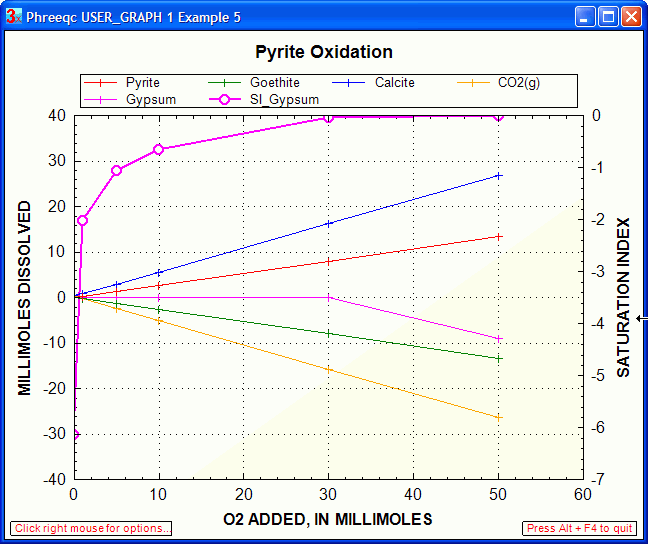 Phreeqc USER_GRAPH 1 Example 5
Pyrite Oxidation
Pyrite Goethite Calcite CO2(g)
Gypsum SI_Gypsum
40 0
30 -1
20 -2
10 -3
0 -4
-10 -5
-20 -6
-30 -7
-40
MILLIMOLES DISSOLVED
SATURATION INDEX
0 10 20 30 40 50 60
O2 ADDED, IN MILLIMOLES
Click right mouse for options...
Press Alt + F4 to quit